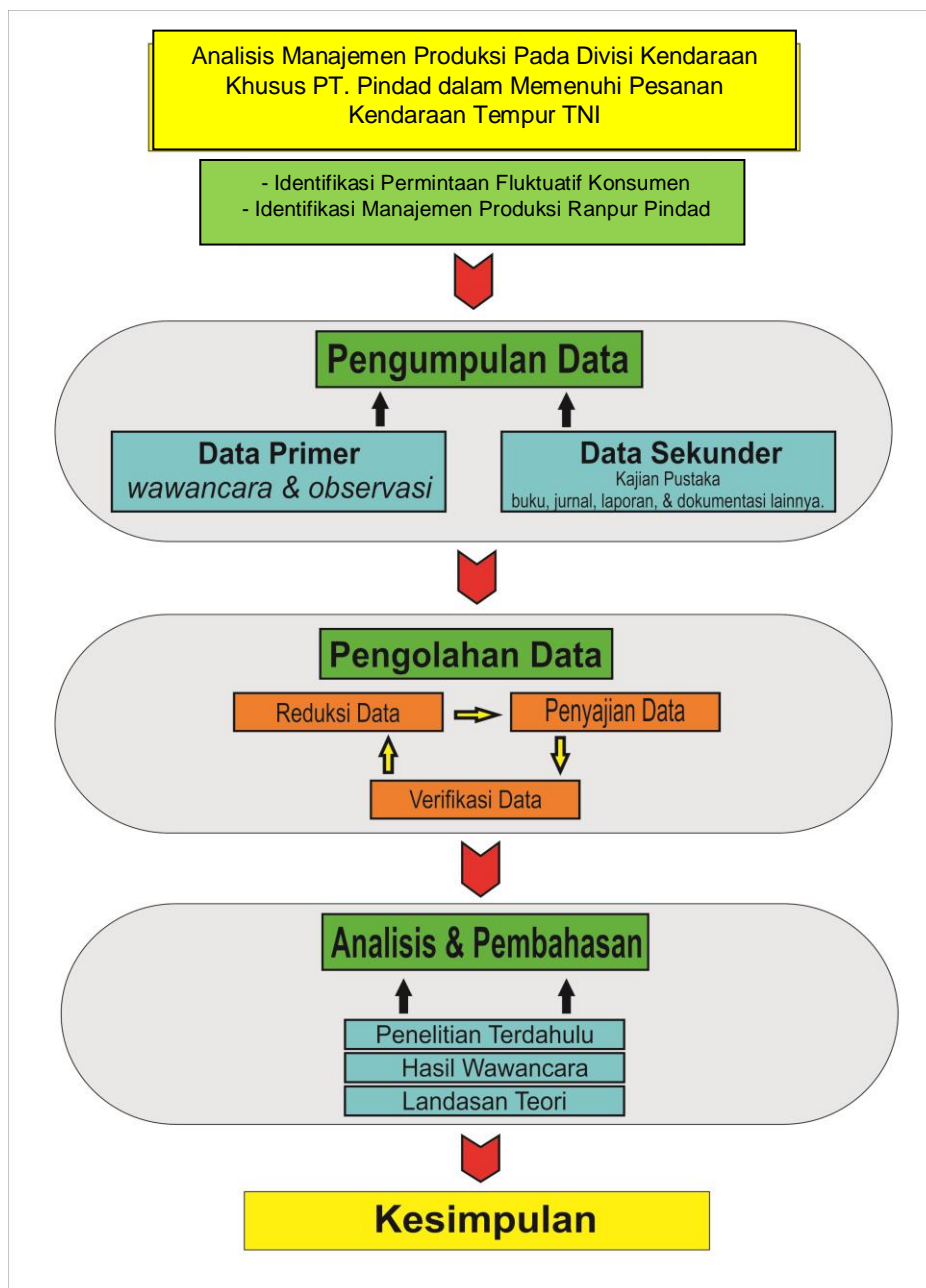 Analisis Manajemen Produksi Pada Divisi Kendaraan
Khusus PT. Pindad dalam Memenuhi Pesanan
Kendaraan Tempur TNI
- Identifikasi Permintaan Fluktuatif Konsumen
- Identifikasi Manajemen Produksi Ranpur Pindad
Pengumpulan Data
Data Primer
wawancara & observasi
Data Sekunder
Kajian Pustaka
buku, jurnal, laporan, & dokumentasi lainnya.
Pengolahan Data
Reduksi Data
Penyajian Data
Verifikasi Data
Analisis & Pembahasan
Penelitian Terdahulu
Hasil Wawancara
Landasan Teori
Kesimpulan